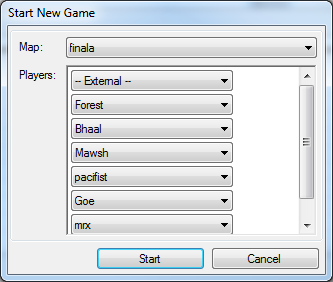 Start New Game
Map: finala
Players: -- External --
Forest
Bhaal
Mawsh
pacifist
Goe
mrx
Start Cancel